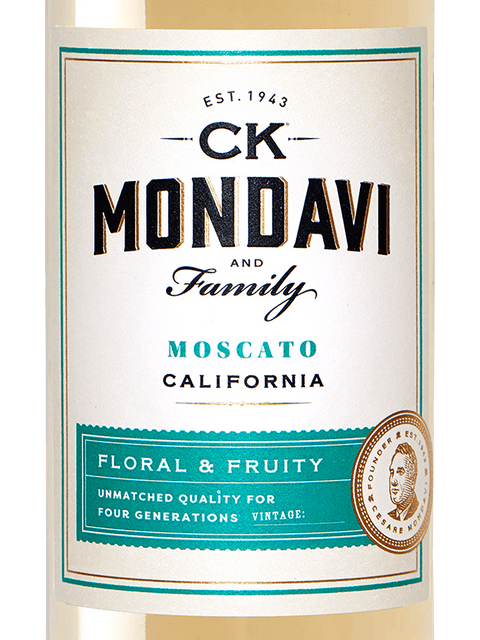 EST. 1943
CK
MONDAVI
AND
Family
MOSCATO
CALIFORNIA
FLORAL & FRUITY
UNMATCHED QUALITY FOR
FOUR GENERATIONS VINTAGE:
FOUNDER
CESARE